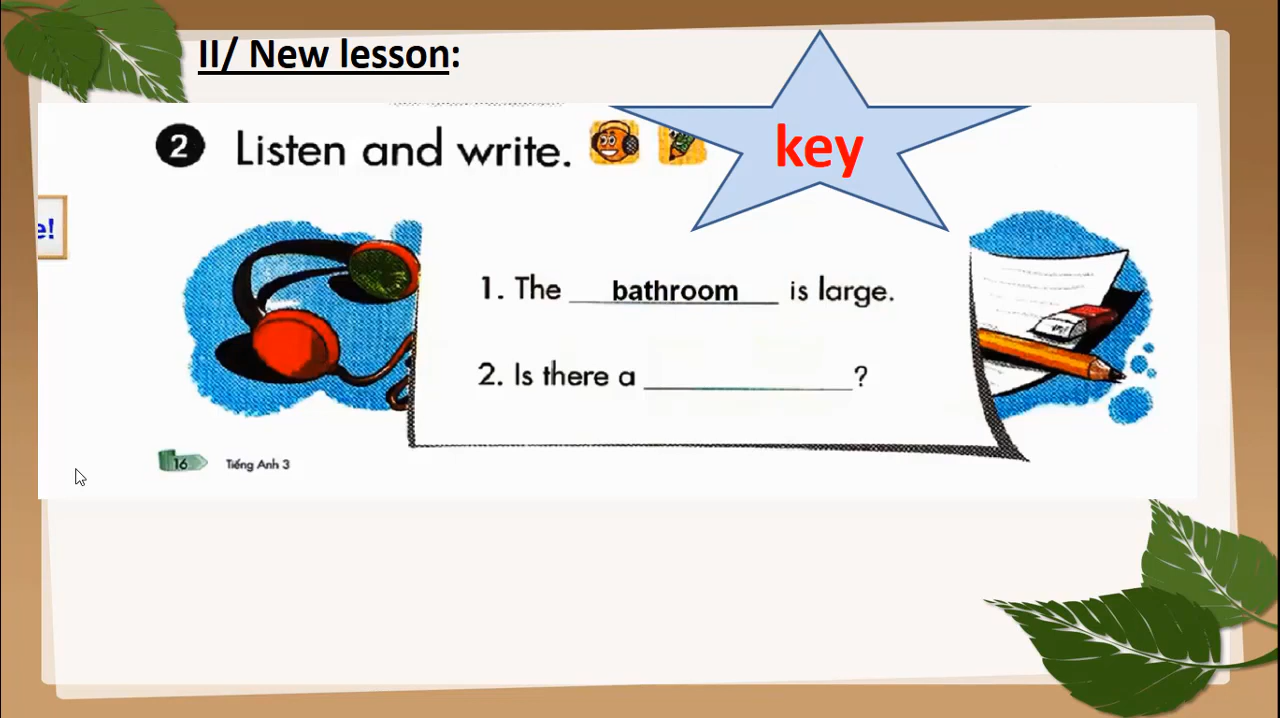 II/ New lesson:
2 Listen and write.
key
e!
1. The bathroom is large.
2. Is there a ____________?
16 Tiếng Anh 3